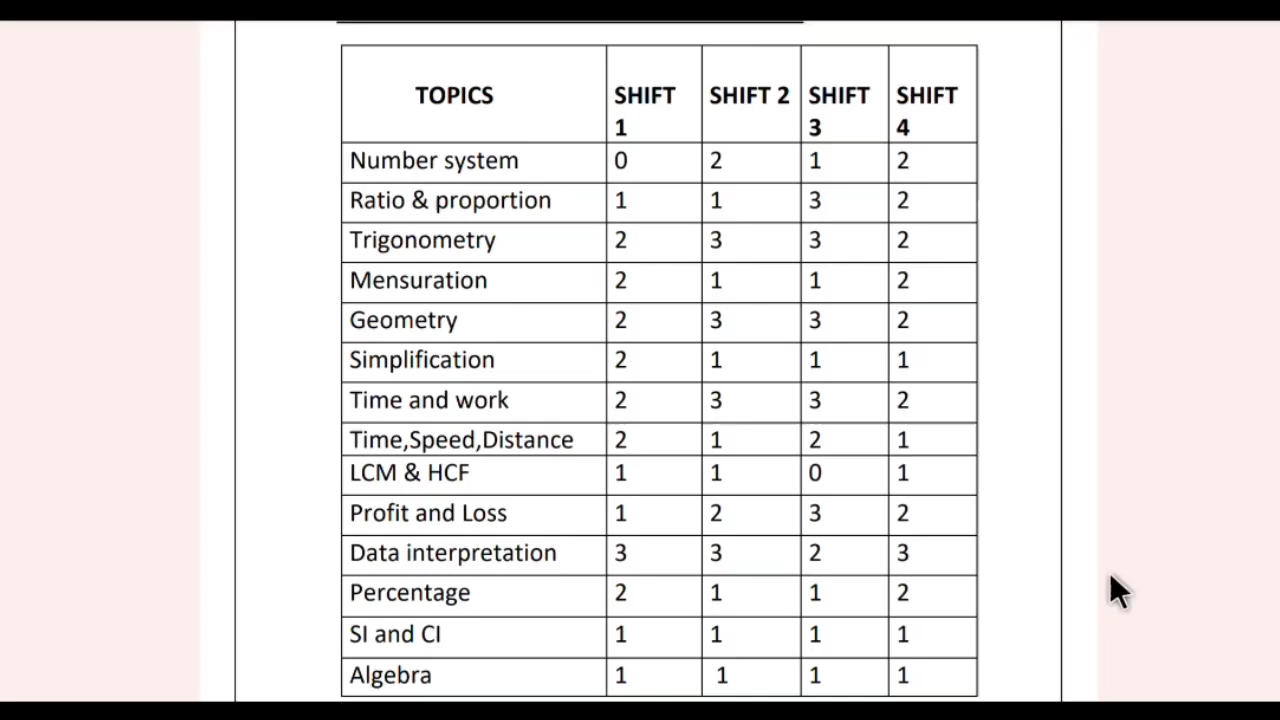 TOPICS SHIFT 1 SHIFT 2 SHIFT 3 SHIFT 4
Number system 0 2 1 2
Ratio & proportion 1 1 3 2
Trigonometry 2 3 3 2
Mensuration 2 1 1 2
Geometry 2 3 3 2
Simplification 2 1 1 1
Time and work 2 3 3 2
Time,Speed,Distance 2 1 2 1
LCM & HCF 1 1 0 1
Profit and Loss 1 2 3 2
Data interpretation 3 3 2 3
Percentage 2 1 1 2
SI and CI 1 1 1 1
Algebra 1 1 1 1